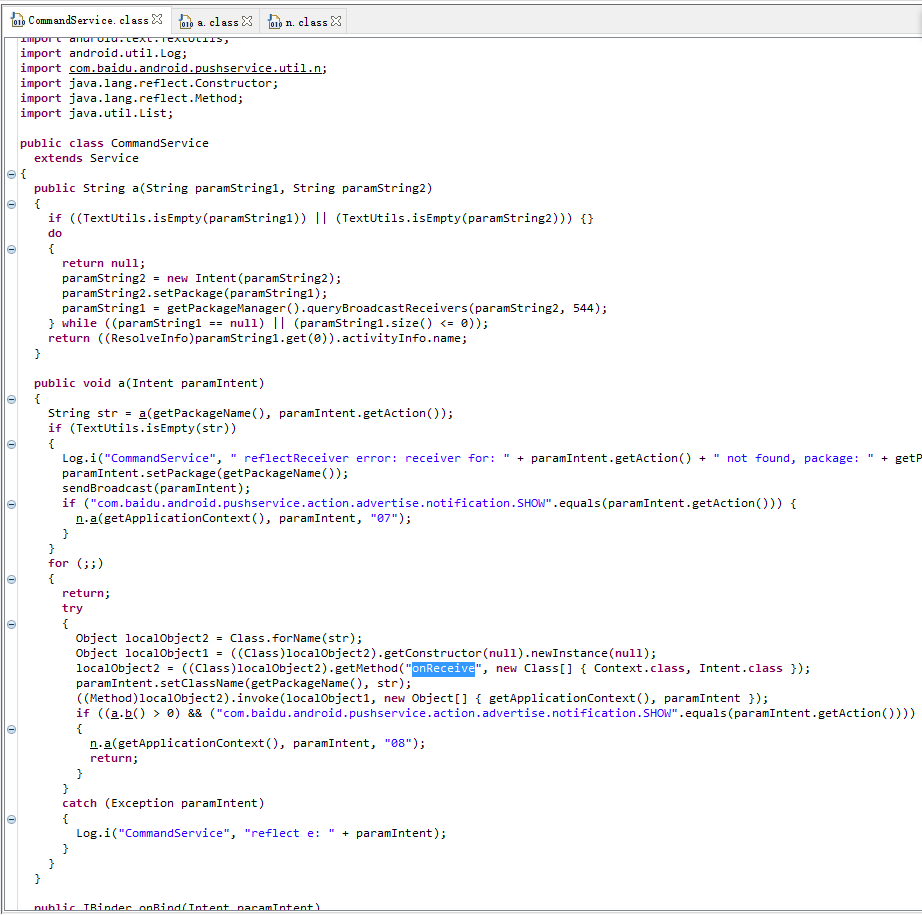 CommandService.class a.class n.class
import android.text.TextUtils;
import android.util.Log;
import com.baidu.android.pushservice.util.n;
import java.lang.reflect.Constructor;
import java.lang.reflect.Method;
import java.util.List;
public class CommandService
extends Service
{
public String a(String paramString1, String paramString2)
{
if ((TextUtils.isEmpty(paramString1)) || (TextUtils.isEmpty(paramString2))) {}
do
{
return null;
paramString2 = new Intent(paramString2);
paramString2.setPackage(paramString1);
paramString1 = getPackageManager().queryBroadcastReceivers(paramString2, 544);
} while ((paramString1 == null) || (paramString1.size() <= 0));
return ((ResolveInfo)paramString1.get(0)).activityInfo.name;
}
public void a(Intent paramIntent)
{
String str = a(getPackageName(), paramIntent.getAction());
if (TextUtils.isEmpty(str))
{
Log.i("CommandService", " reflectReceiver error: receiver for: " + paramIntent.getAction() + " not found, package: " + getP
paramIntent.setPackage(getPackageName());
sendBroadcast(paramIntent);
if ("com.baidu.android.pushservice.action.advertise.notification.SHOW".equals(paramIntent.getAction())) {
n.a(getApplicationContext(), paramIntent, "07");
}
}
for (;;)
{
return;
try
{
Object localObject2 = Class.forName(str);
Object localObject1 = ((Class)localObject2).getConstructor(null).newInstance(null);
localObject2 = ((Class)localObject2).getMethod("onReceive", new Class[] { Context.class, Intent.class });
paramIntent.setClassName(getPackageName(), str);
((Method)localObject2).invoke(localObject1, new Object[] { getApplicationContext(), paramIntent });
if ((a.b() > 0) && ("com.baidu.android.pushservice.action.advertise.notification.SHOW".equals(paramIntent.getAction())))
{
n.a(getApplicationContext(), paramIntent, "08");
return;
}
}
catch (Exception paramIntent)
{
Log.i("CommandService", "reflect e: " + paramIntent);
}
}
}
public IBinder onBind(Intent paramIntent)